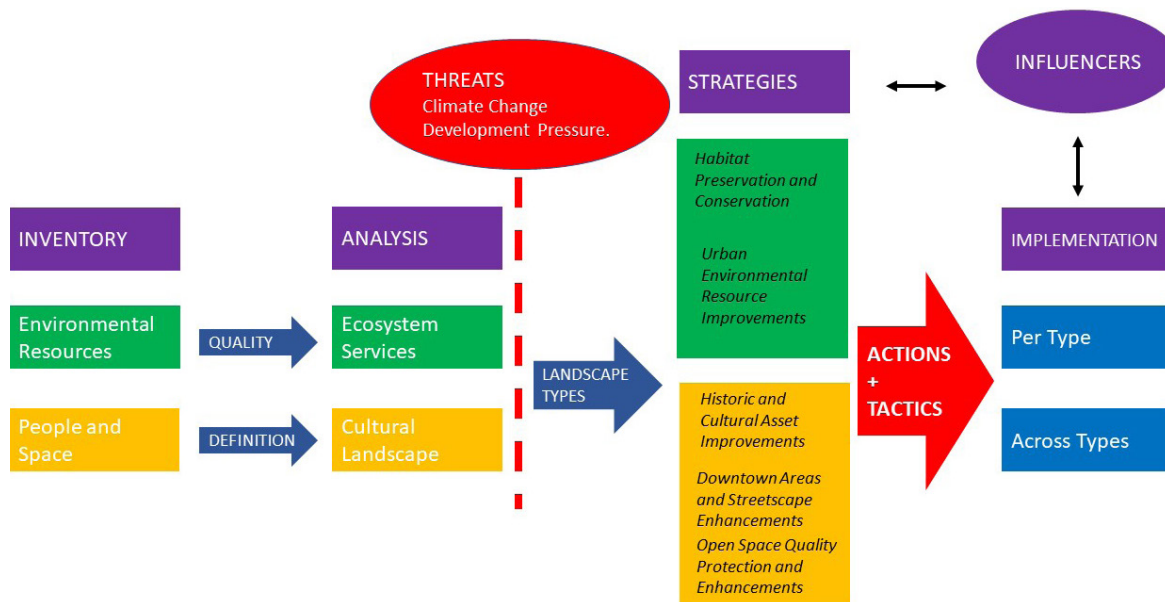 THREATS
Climate Change
Development Pressure.
STRATEGIES
INFLUENCERS
Habitat
Preservation and
Conservation
INVENTORY
ANALYSIS
IMPLEMENTATION
Urban
Environmental
Resource
Improvements
Environmental
Resources
QUALITY
Ecosystem
Services
LANDSCAPE
TYPES
ACTIONS
+
TACTICS
Per Type
People and
Space
DEFINITION
Cultural
Landscape
Historic and
Cultural Asset
Improvements
Across Types
Downtown Areas
and Streetscape
Enhancements
Open Space Quality
Protection and
Enhancements